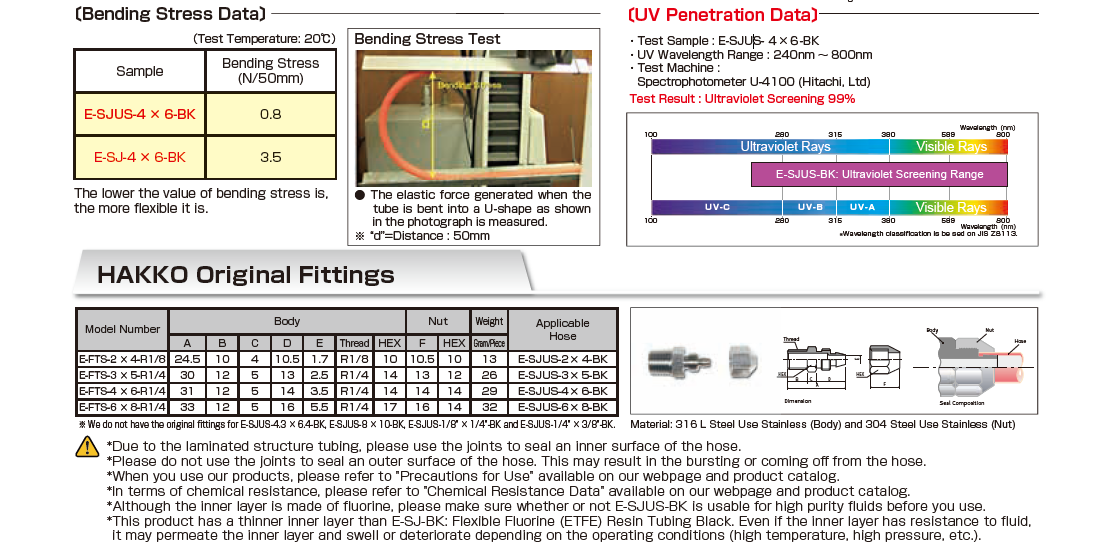 〔Bending Stress Data〕
(Test Temperature: 20℃)
Sample Bending Stress (N/50mm)
E-SJUS-4 × 6-BK 0.8
E-SJ-4 × 6-BK 3.5
The lower the value of bending stress is,
the more flexible it is.
Bending Stress Test
Bending Stress
d
● The elastic force generated when the
tube is bent into a U-shape as shown
in the photograph is measured.
※ "d"=Distance : 50mm
〔UV Penetration Data〕
・Test Sample : E-SJUS- 4×6-BK
・UV Wavelength Range : 240nm ～ 800nm
・Test Machine :
Spectrophotometer U-4100 (Hitachi, Ltd)
Test Result : Ultraviolet Screening 99%
Wavelength (nm)
100 280 315 380 589 800
Ultraviolet Rays Visible Rays
E-SJUS-BK: Ultraviolet Screening Range
UV-C UV-B UV-A Visible Rays
100 280 315 380 589 800
Wavelength (nm)
*Wavelength classification is be sed on JIS Z8113.
HAKKO Original Fittings
Model Number Body Nut Weight Applicable Hose
A B C D E Thread HEX F HEX Gram/Piece
E-FTS-2 × 4-R1/8 24.5 10 4 10.5 1.7 R1/8 10 10.5 10 13 E-SJUS-2× 4-BK
E-FTS-3 × 5-R1/4 30 12 5 13 2.5 R1/4 14 13 12 26 E-SJUS-3× 5-BK
E-FTS-4 × 6-R1/4 31 12 5 14 3.5 R1/4 14 14 14 29 E-SJUS-4× 6-BK
E-FTS-6 × 8-R1/4 33 12 5 16 5.5 R1/4 17 16 14 32 E-SJUS-6× 8-BK
※We do not have the original fittings for E-SJUS-4.3 × 6.4-BK, E-SJUS-8 × 10-BK, E-SJUS-1/8" × 1/4"-BK and E-SJUS-1/4" × 3/8"-BK.
Thread
HEX HEX
B C D
A F
Dimension
Body Nut
Hose
Seal Composition
Material: 316 L Steel Use Stainless (Body) and 304 Steel Use Stainless (Nut)
*Due to the laminated structure tubing, please use the joints to seal an inner surface of the hose.
*Please do not use the joints to seal an outer surface of the hose. This may result in the bursting or coming off from the hose.
*When you use our products, please refer to "Precautions for Use" available on our webpage and product catalog.
*In terms of chemical resistance, please refer to "Chemical Resistance Data" available on our webpage and product catalog.
*Although the inner layer is made of fluorine, please make sure whether or not E-SJUS-BK is usable for high purity fluids before you use.
*This product has a thinner inner layer than E-SJ-BK: Flexible Fluorine (ETFE) Resin Tubing Black. Even if the inner layer has resistance to fluid,
it may permeate the inner layer and swell or deteriorate depending on the operating conditions (high temperature, high pressure, etc.).